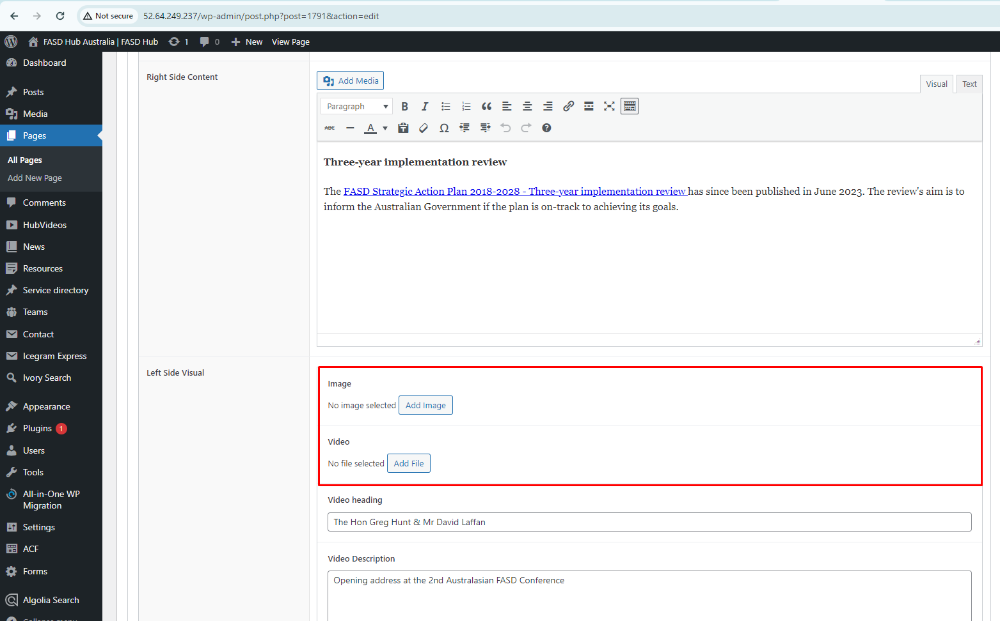 Not secure 52.64.249.237/wp-admin/post.php?post=1791&action=edit
FASD Hub Australia | FASD Hub 1 0 New View Page
Dashboard
Posts
Media
Pages
All Pages
Add New Page
Comments
HubVideos
News
Resources
Service directory
Teams
Contact
Icegram Express
Ivory Search
Appearance
Plugins 1
Users
Tools
All-in-One WP
Migration
Settings
ACF
Forms
Algolia Search
Collapse menu
Right Side Content
Add Media
Visual Text
Paragraph
B I
ABC A
Three-year implementation review
The FASD Strategic Action Plan 2018-2028 - Three-year implementation review has since been published in June 2023. The review's aim is to
inform the Australian Government if the plan is on-track to achieving its goals.
Left Side Visual
Image
No image selected Add Image
Video
No file selected Add File
Video heading
The Hon Greg Hunt & Mr David Laffan
Video Description
Opening address at the 2nd Australasian FASD Conference